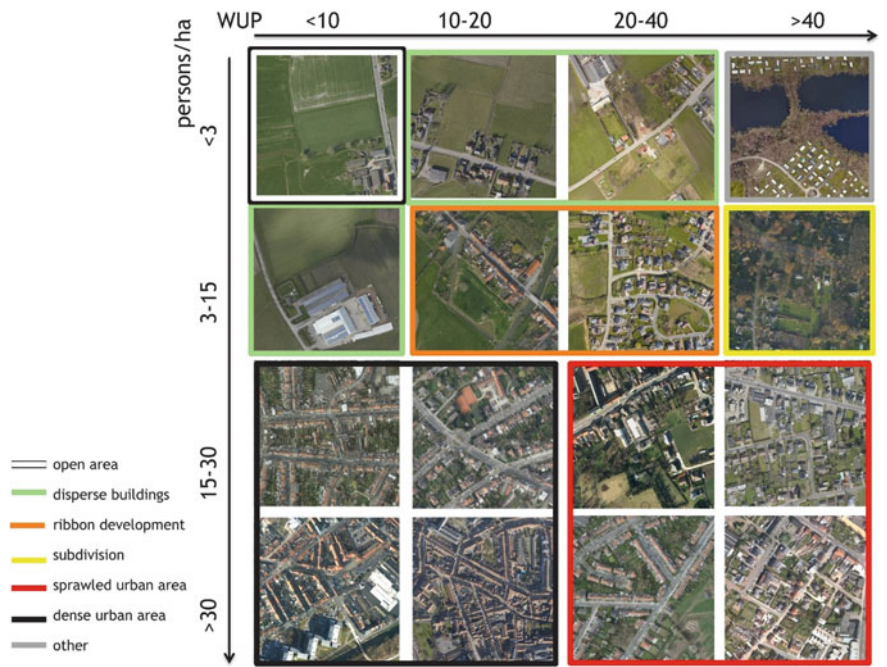 WUP <10 10-20 20-40 >40
persons/ha
<3
3-15
15-30
>30
open area
disperse buildings
ribbon development
subdivision
sprawled urban area
dense urban area
other